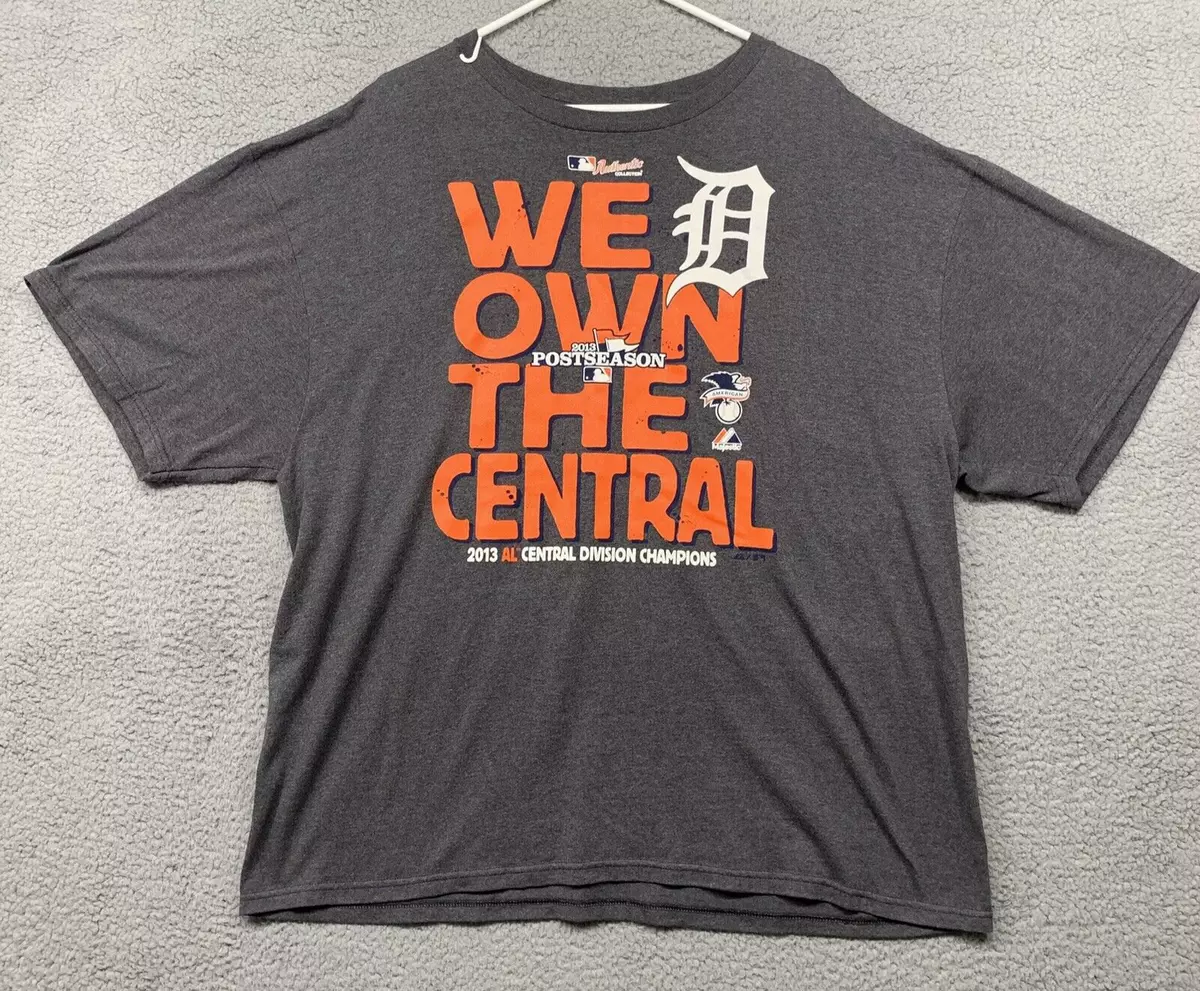 Authentic
COLLECTION
WE D
OWN
2013
POSTSEASON
THE
AMERICAN
Majestic
CENTRAL
2013 AL CENTRAL DIVISION CHAMPIONS